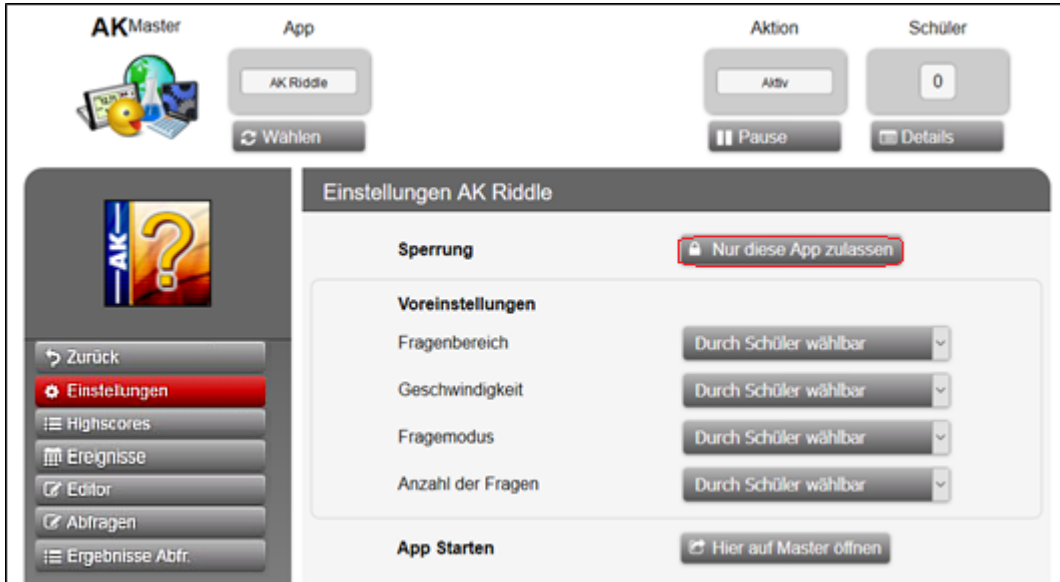 AKMaster App Aktion Schüler
AK Riddle Aktiv 0
Wählen Pause Details
Einstellungen AK Riddle
AK ?
Sperrung Nur diese App zulassen
Voreinstellungen
Fragenbereich Durch Schüler wählbar
Geschwindigkeit Durch Schüler wählbar
Fragemodus Durch Schüler wählbar
Anzahl der Fragen Durch Schüler wählbar
App Starten Hier auf Master öffnen
Zurück
Einstellungen
Highscores
Ereignisse
Editor
Abfragen
Ergebnisse Abfr.